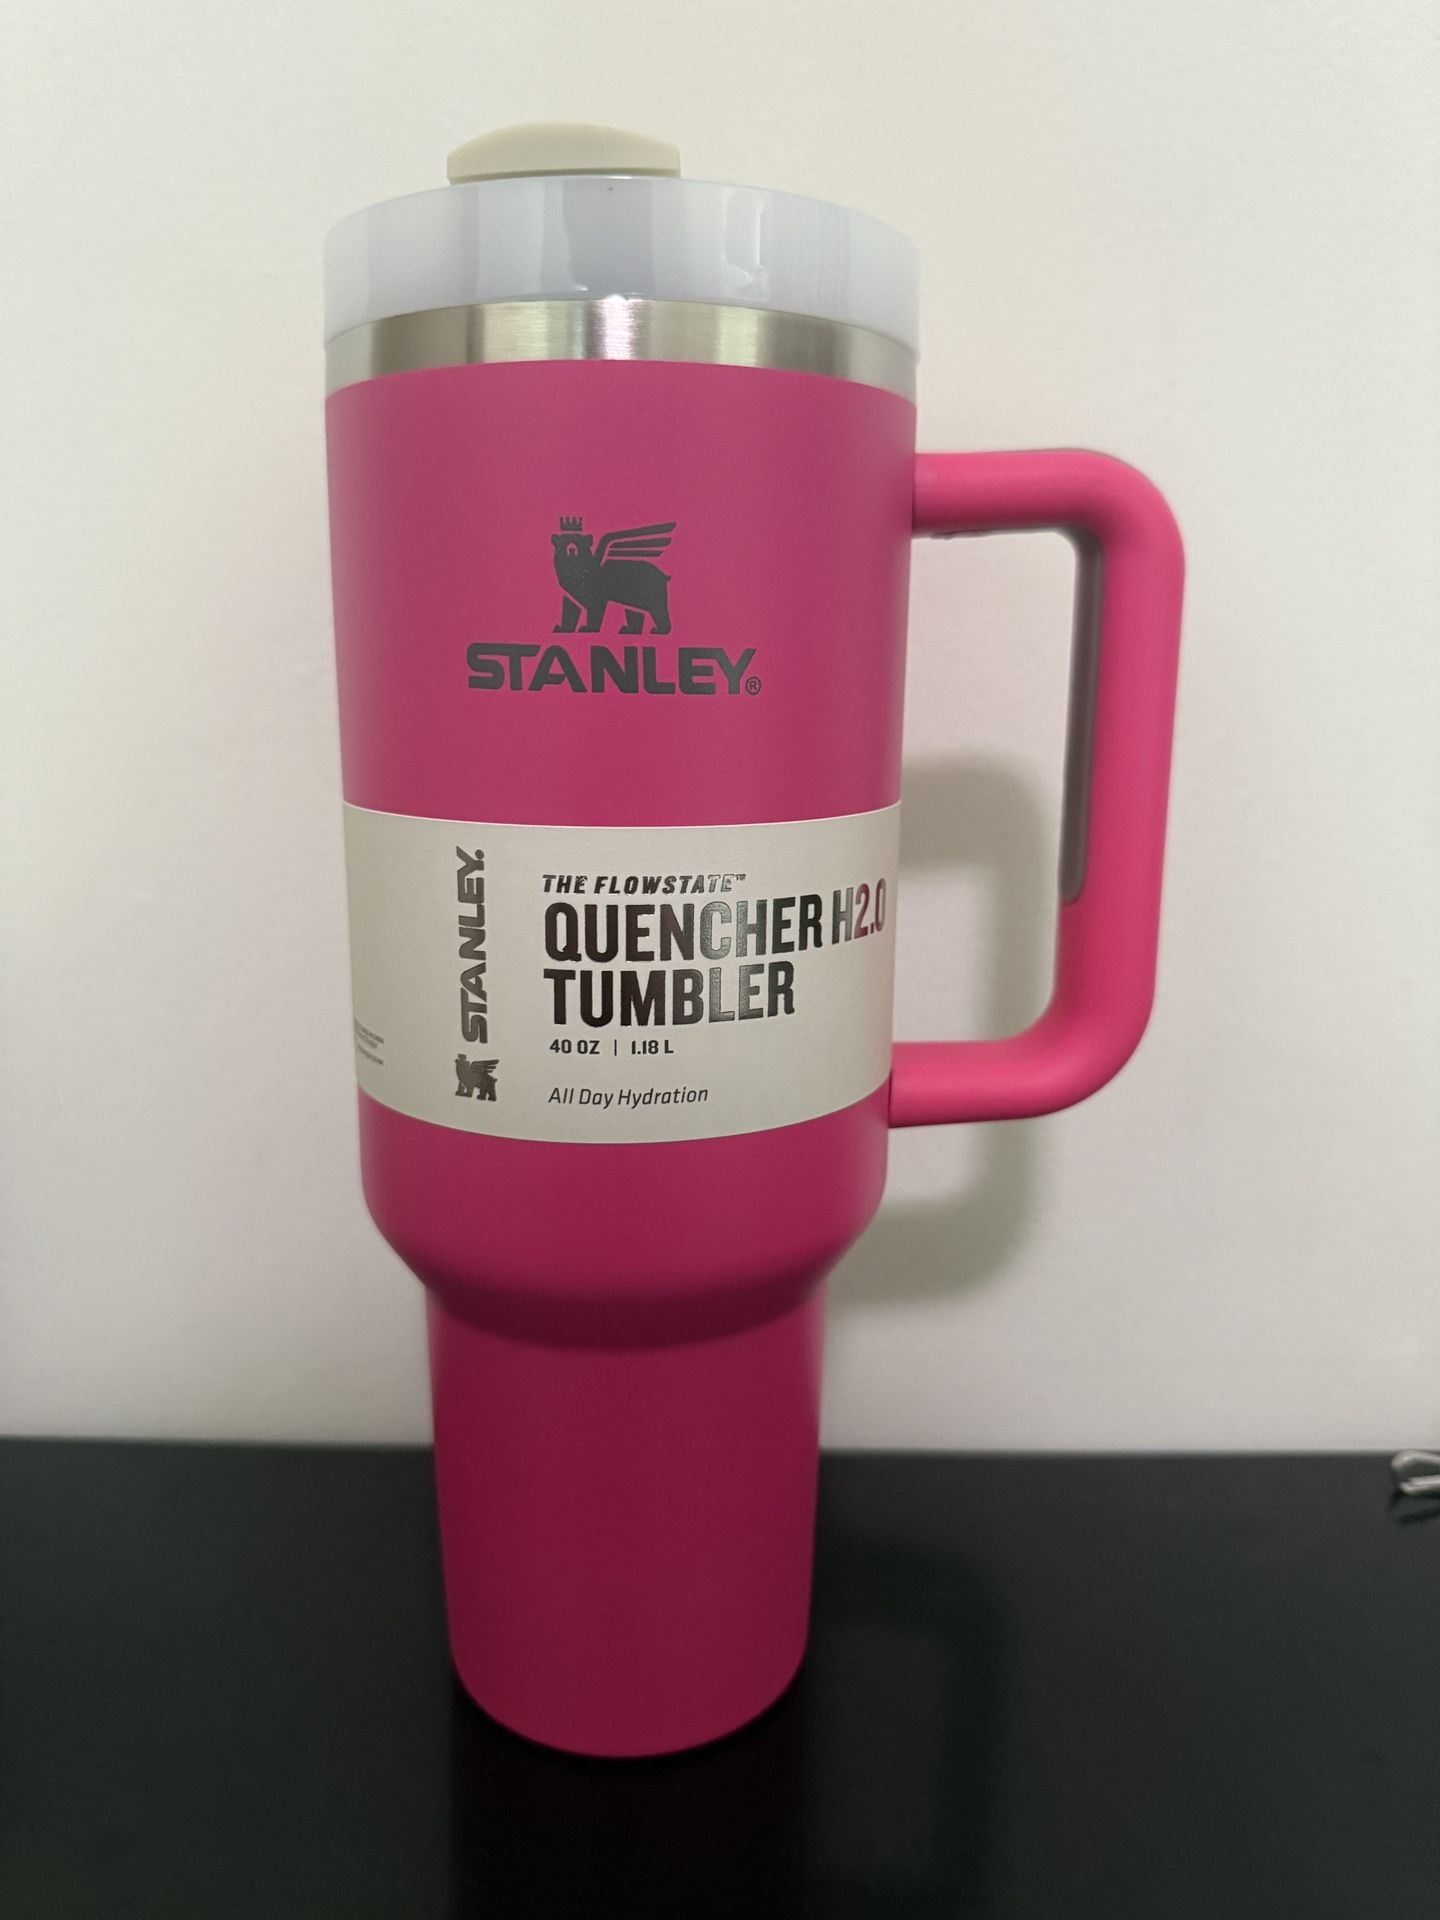 STANLEY®
STANLEY®
THE FLOWSTATE™
QUENCHER H2.0
TUMBLER
40 OZ | 1.18 L
All Day Hydration